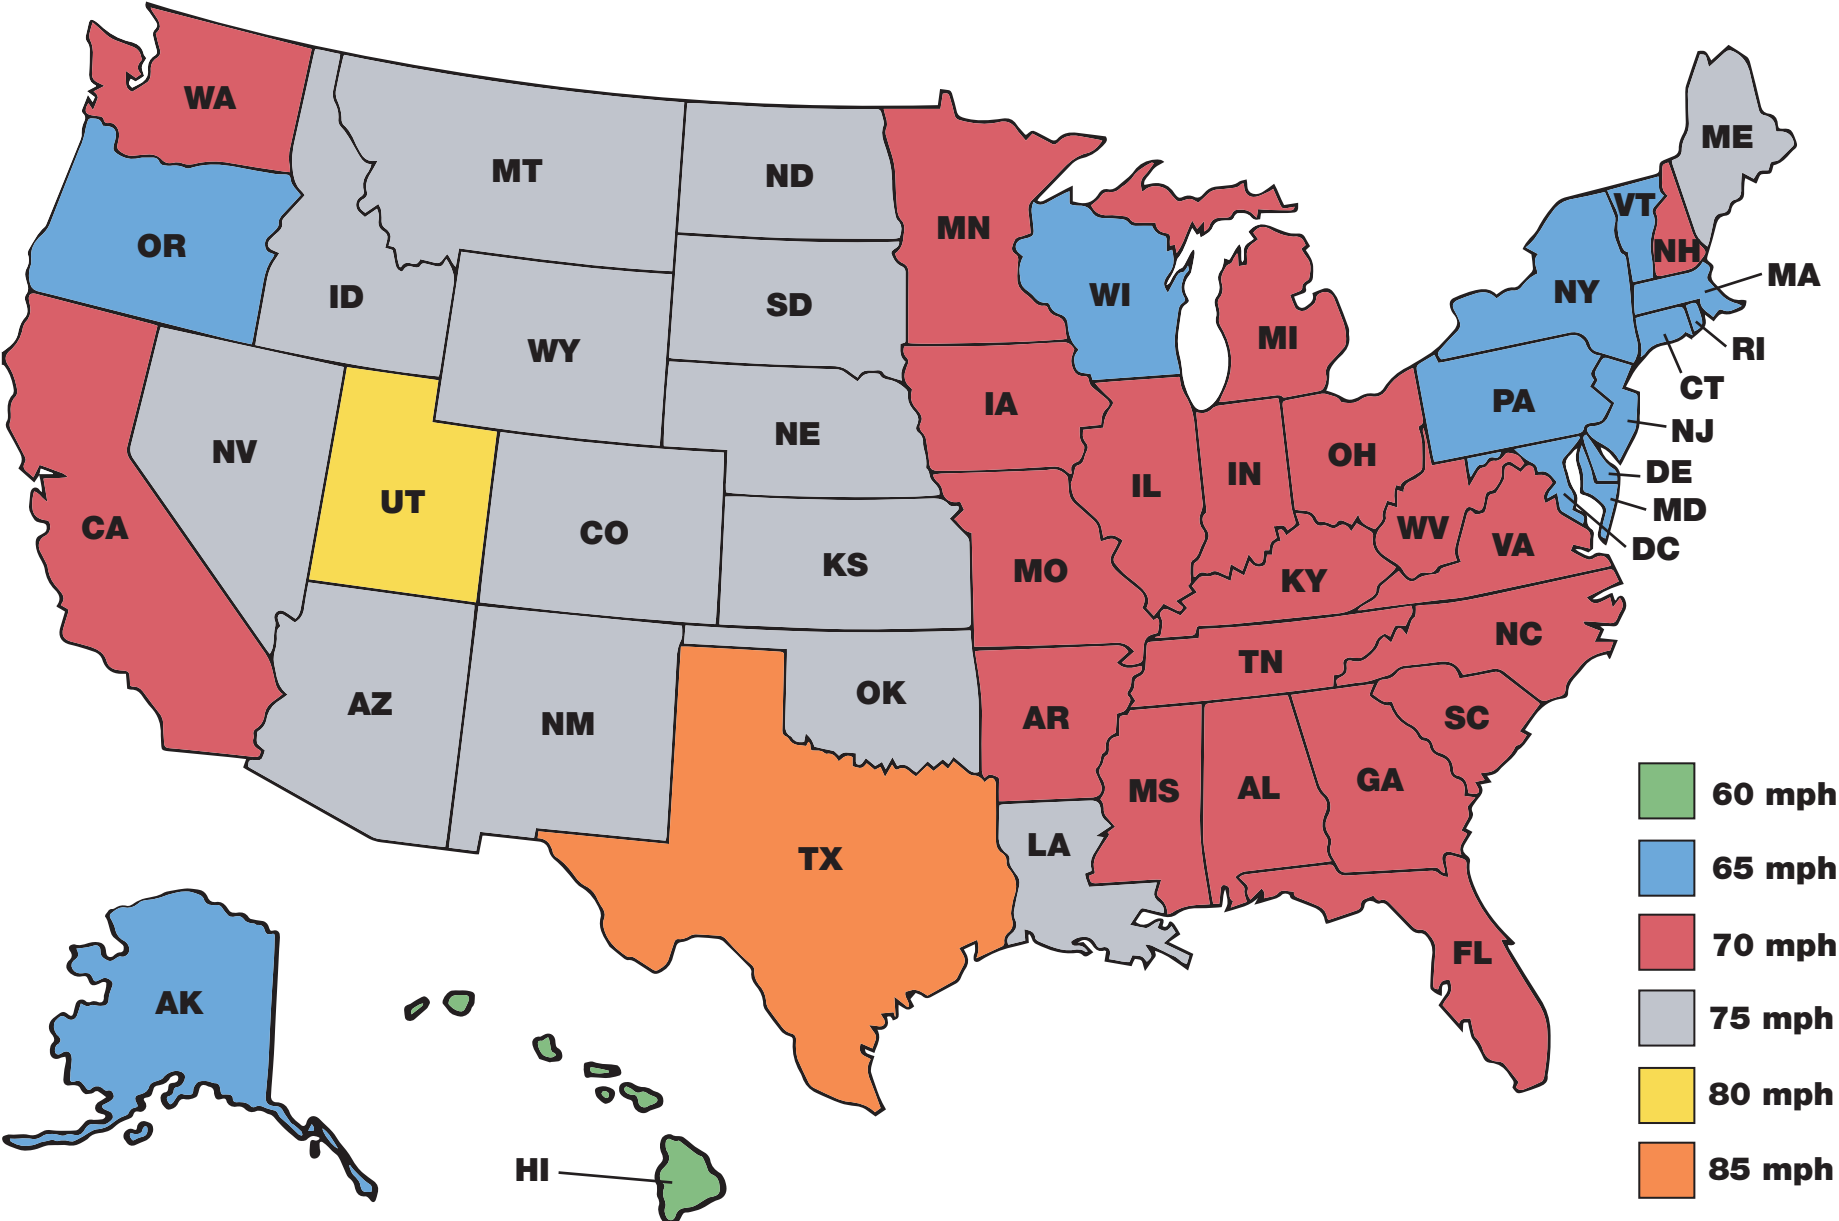 WA
MT
ND
ME
VT
MN
OR
NH
MA
NY
ID
SD
WI
MI
RI
WY
CT
IA
PA
NE
NJ
NV
OH
IN
DE
UT
IL
MD
CA
CO
WV
VA
DC
KS
MO
KY
NC
TN
AZ
OK
NM
AR
SC
MS
AL
GA
60 mph
LA
TX
65 mph
FL
70 mph
AK
75 mph
80 mph
HI
85 mph